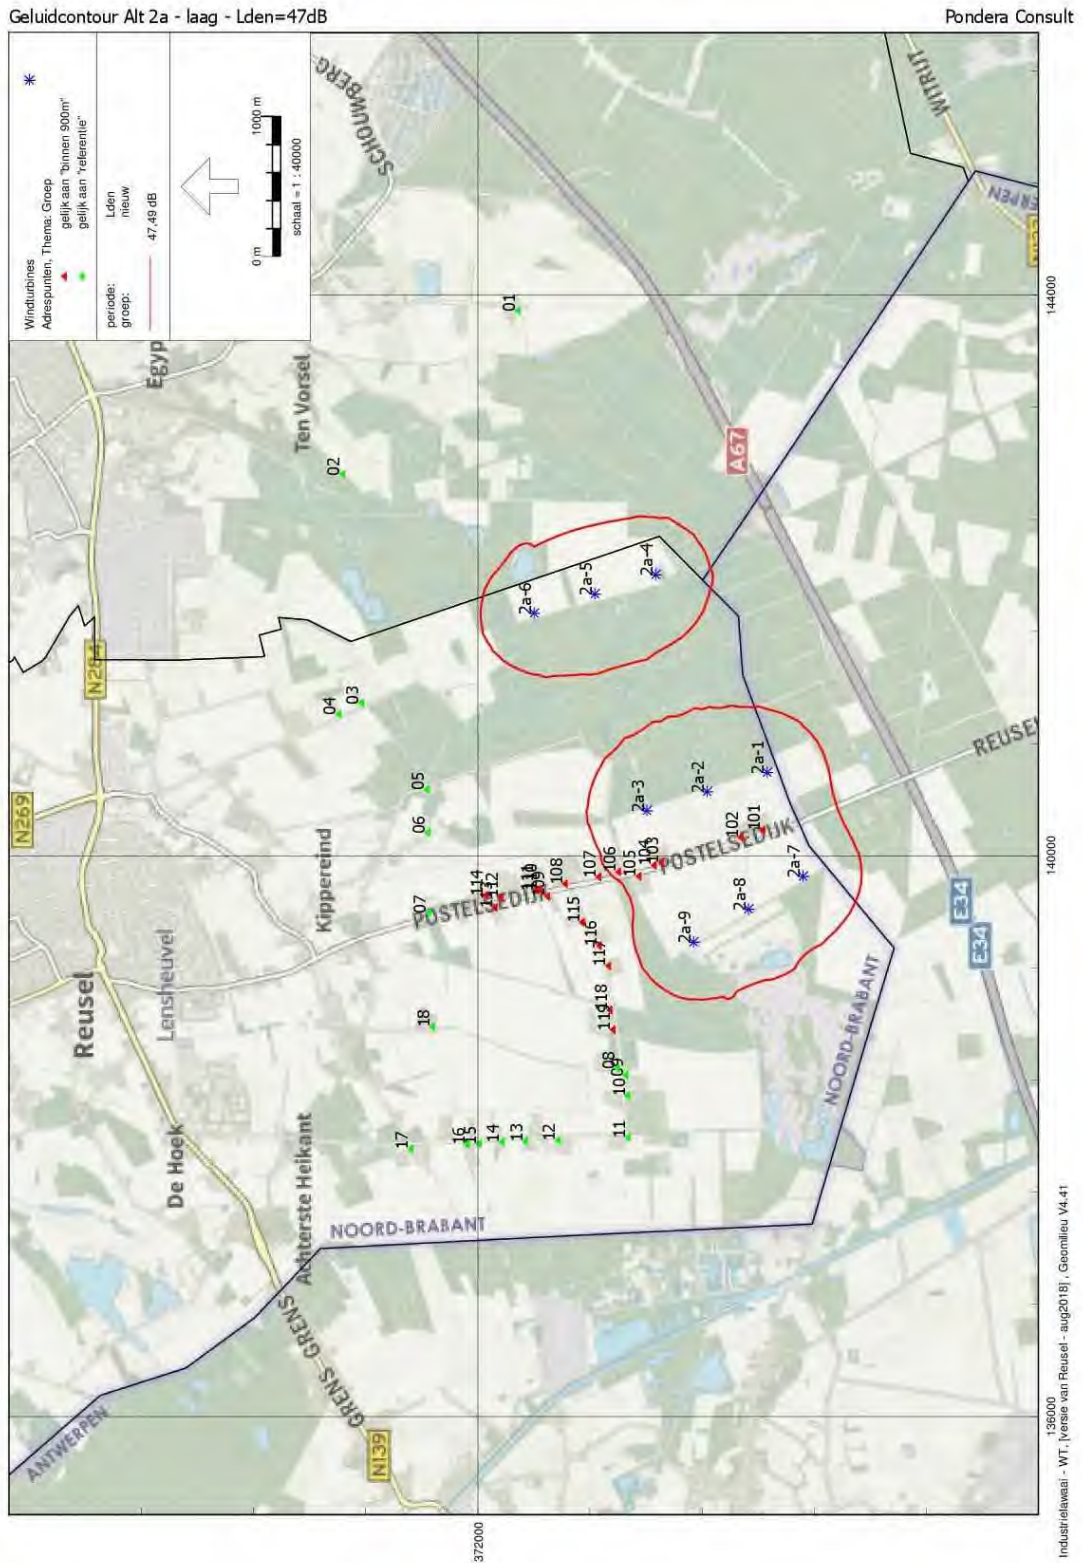 Geluidcontour Alt 2a - laag - Lden=47dB
Pondera Consult
Windturbines
Adrespunten, Thema: Groep
gelijk aan "binnen 900m"
gelijk aan "referentie"
periode: Lden
groep: nieuw
47,49 dB
0 m
1000 m
schaal = 1 : 40000
SCHOUWBERG
WITRIJT
Egyp
Ten Vorsel
01
02
A67
N284
2a-6
2a-5
2a-4
04
03
05
06
N269
Kippereind
2a-3
2a-2
2a-1
REUSEL
102
101
POSTELSEDIJK
103
104
105
106
107
108
POSTELSEDIJK
114
112
07
115
116
117
118
119
2a-9
2a-8
2a-7
E34
E34
Reusel
Lensheuvel
18
08
09
10
11
12
13
14
15
16
17
De Hoek
Achterste Heikant
NOORD-BRABANT
NOORD-BRABANT
GRENS
GRENS
ANTWERPEN
N139
144000
140000
136000
372000
Industrielawaai - WT, [versie van Reusel - aug2018] , Geomilieu V4.41